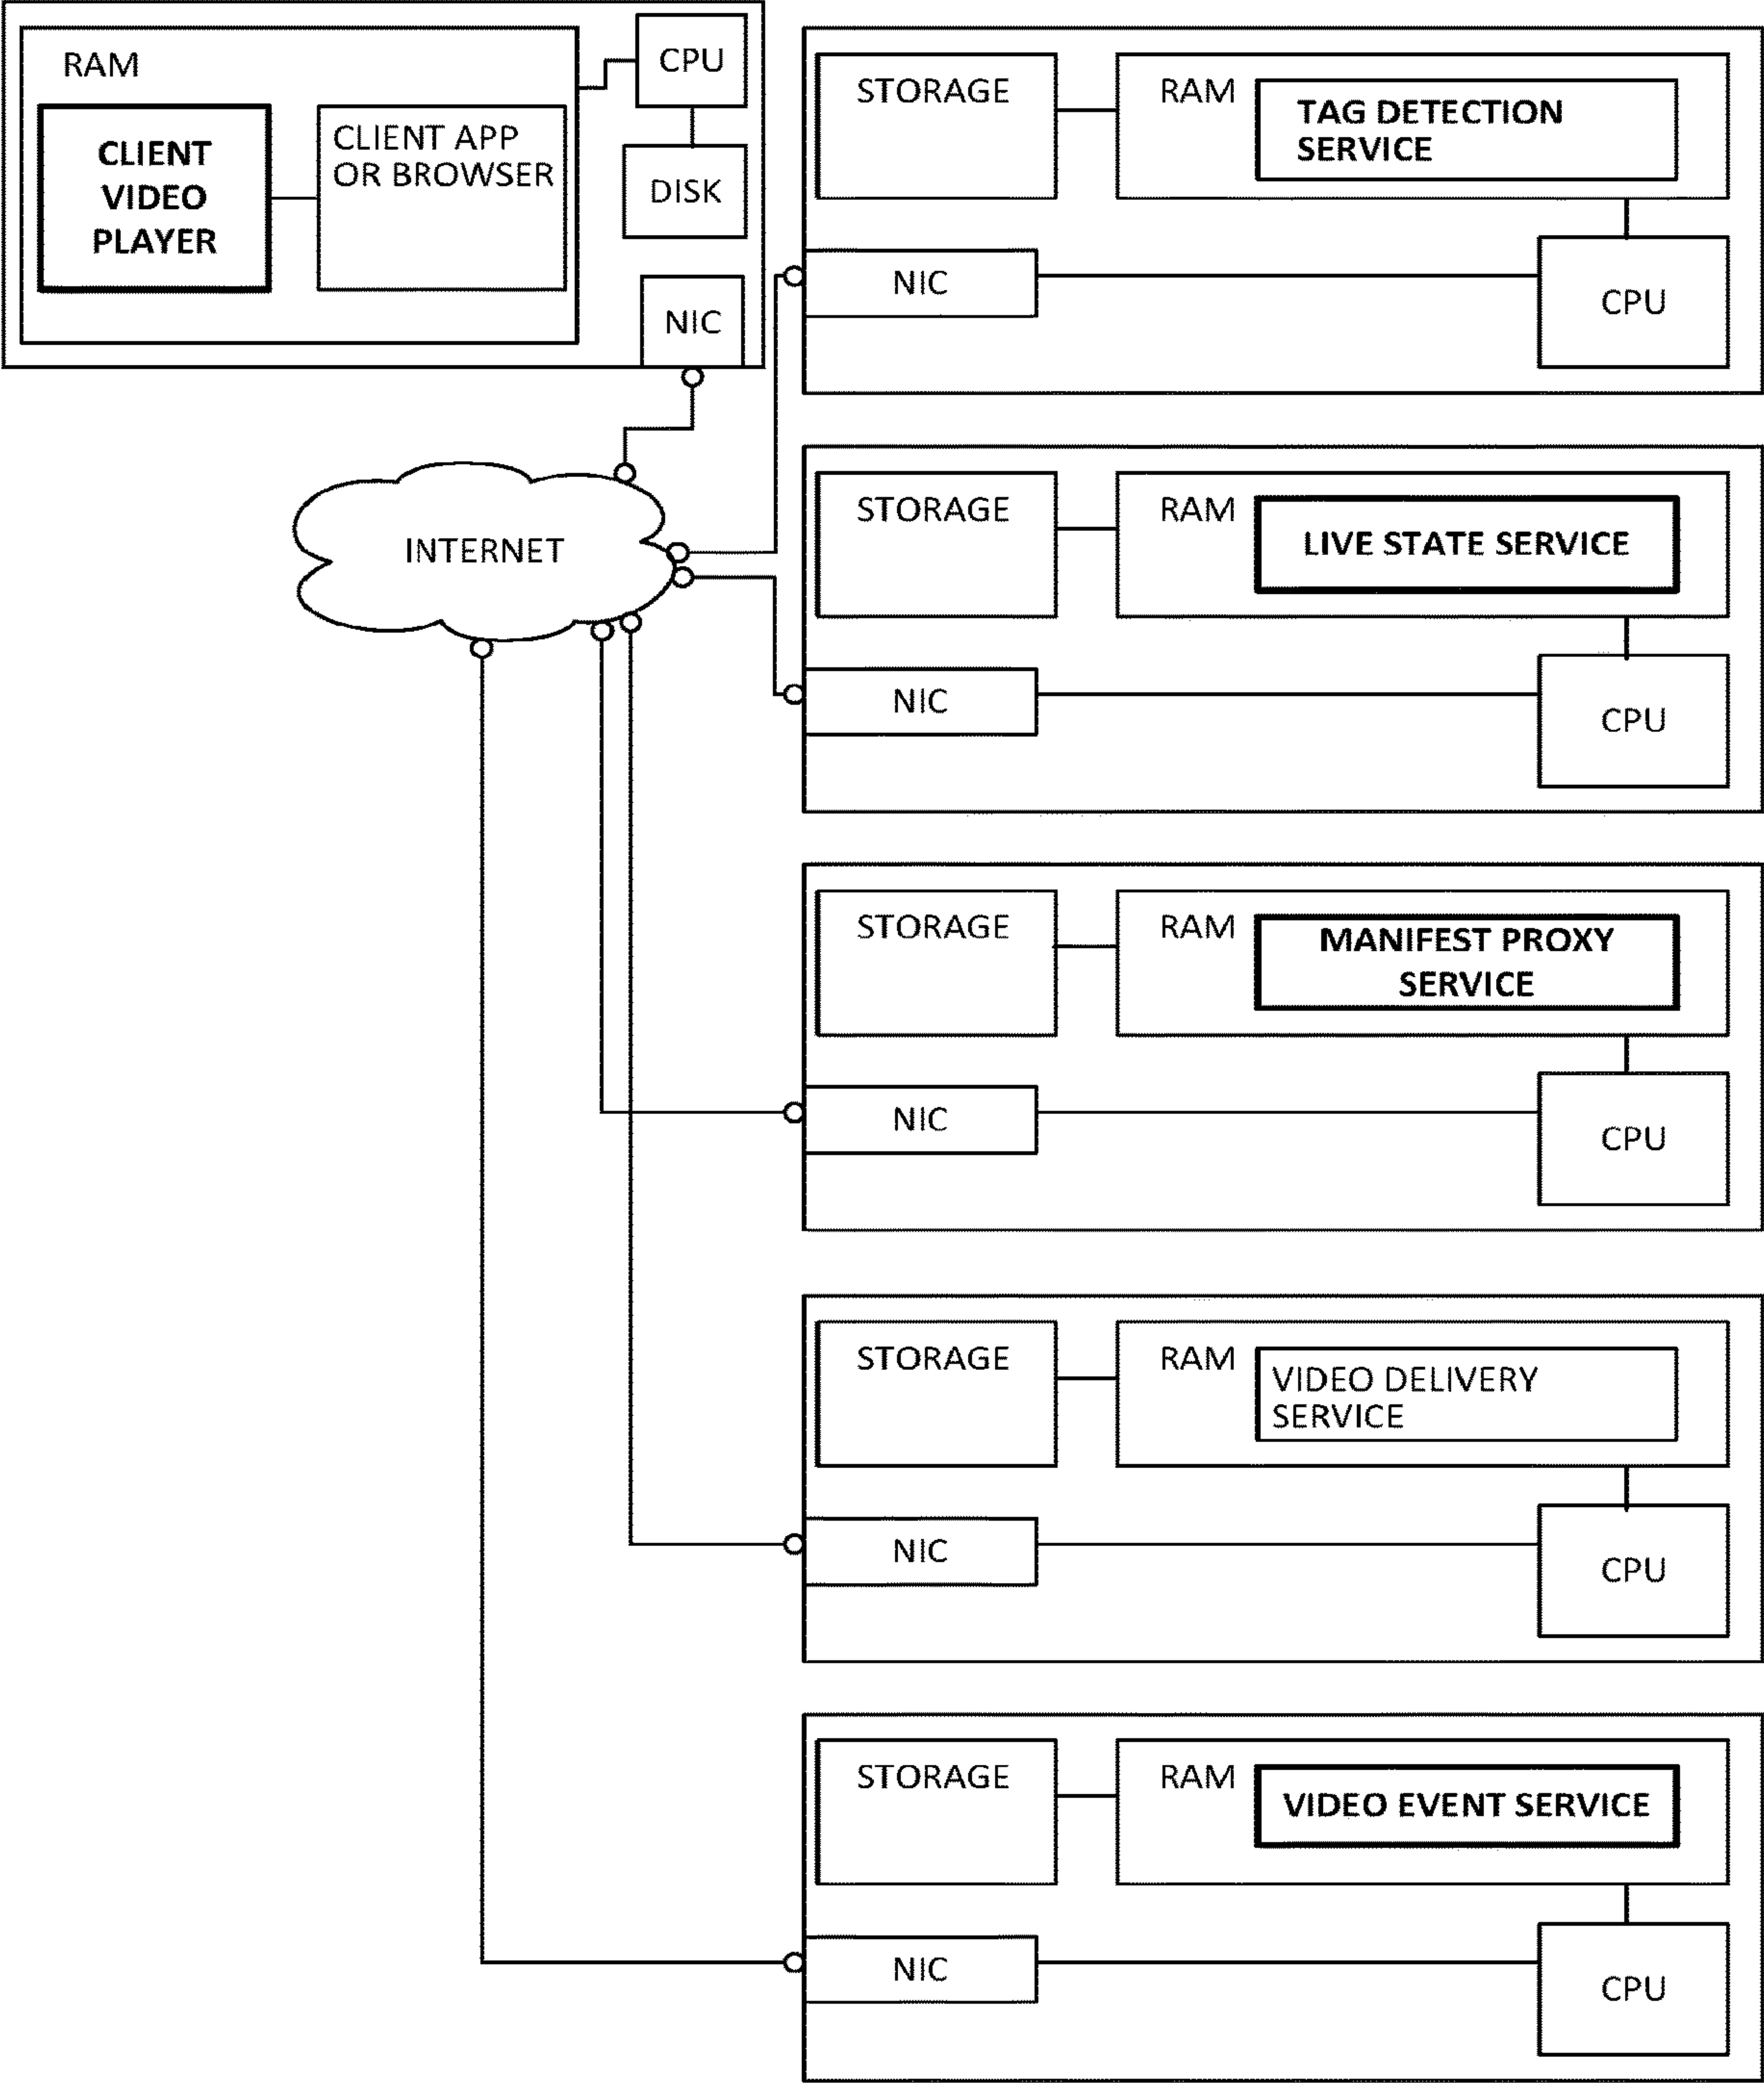 RAM
CPU
CLIENT
VIDEO
PLAYER
CLIENT APP
OR BROWSER
DISK
NIC
INTERNET
STORAGE
RAM
TAG DETECTION
SERVICE
NIC
CPU
STORAGE
RAM
LIVE STATE SERVICE
NIC
CPU
STORAGE
RAM
MANIFEST PROXY
SERVICE
NIC
CPU
STORAGE
RAM
VIDEO DELIVERY
SERVICE
NIC
CPU
STORAGE
RAM
VIDEO EVENT SERVICE
NIC
CPU